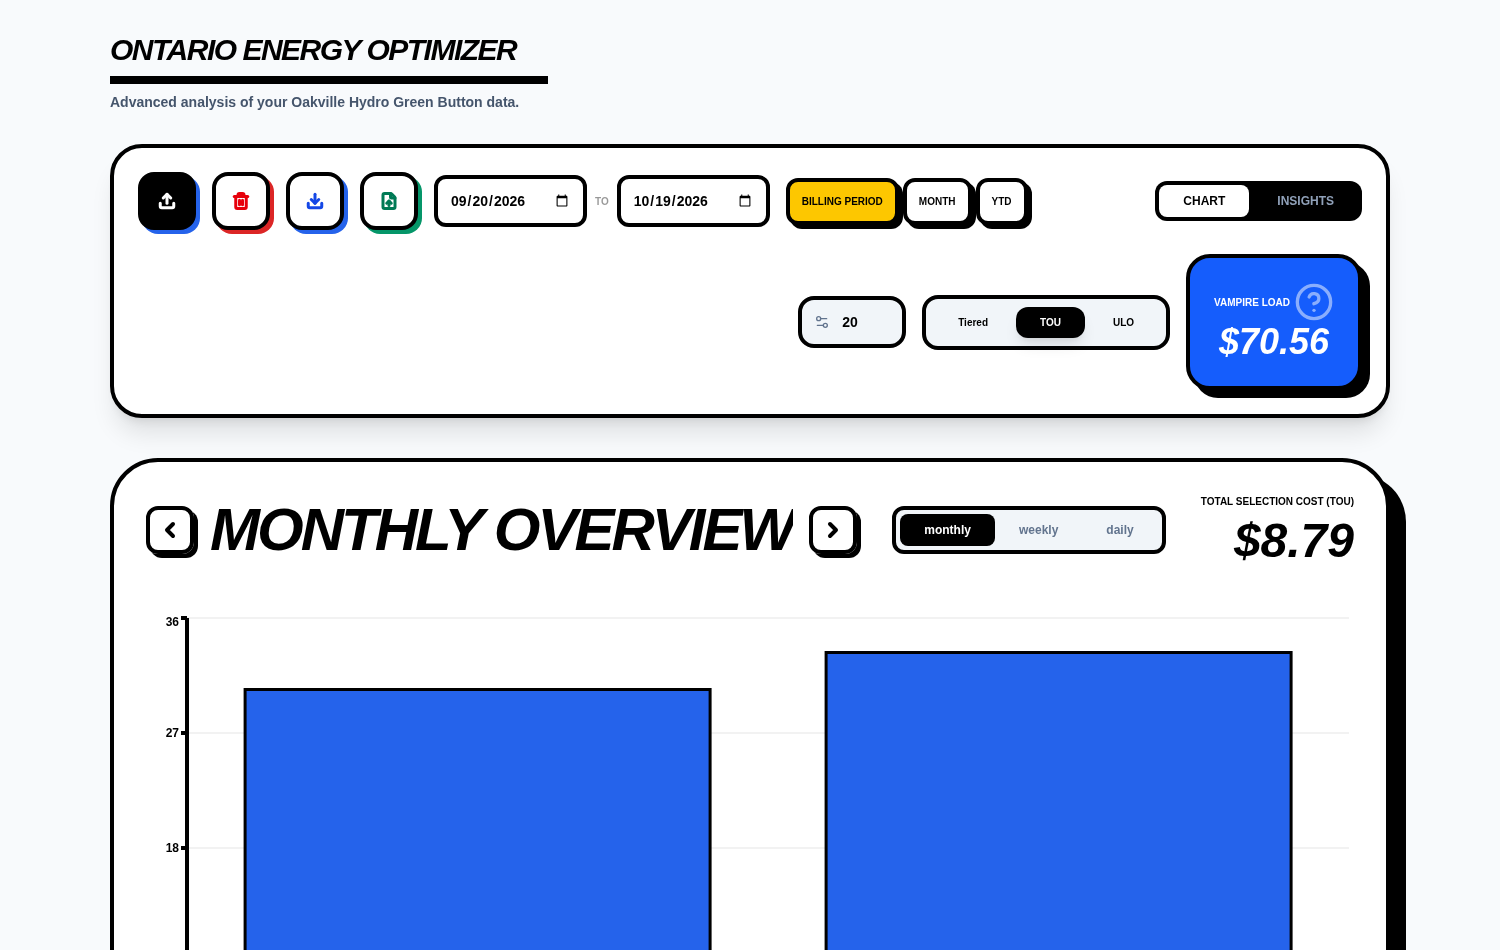 ONTARIO ENERGY OPTIMIZER
Advanced analysis of your Oakville Hydro Green Button data.
09/20/2026 TO 10/19/2026 BILLING PERIOD MONTH YTD CHART INSIGHTS
20 Tiered TOU ULO VAMPIRE LOAD ?
$70.56
MONTHLY OVERVIEW monthly weekly daily
TOTAL SELECTION COST (TOU)
$8.79
36
27
18